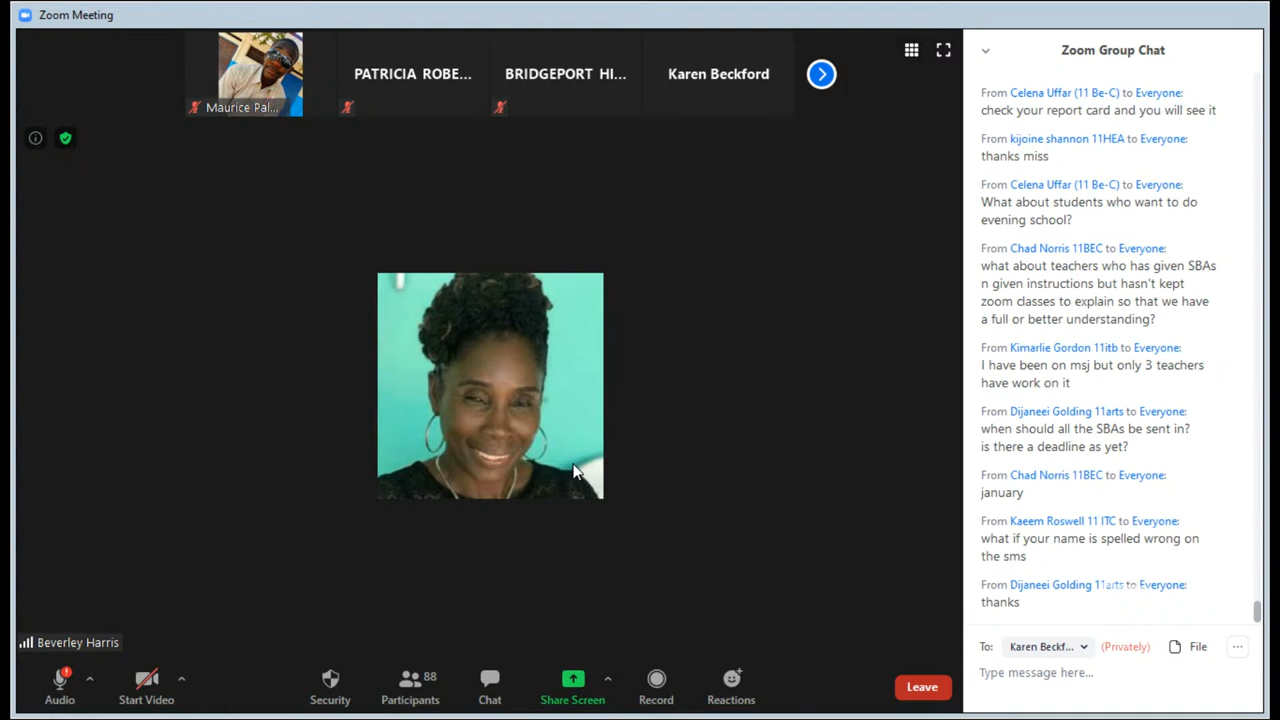 Zoom Meeting
Maurice Pal...
PATRICIA ROBE...
BRIDGEPORT HI...
Karen Beckford
Beverley Harris
Audio
Start Video
Security
88
Participants
Chat
Share Screen
Record
Reactions
Leave
Zoom Group Chat
From Celena Uffar (11 Be-C) to Everyone:
check your report card and you will see it
From kijoine shannon 11HEA to Everyone:
thanks miss
From Celena Uffar (11 Be-C) to Everyone:
What about students who want to do
evening school?
From Chad Norris 11BEC to Everyone:
what about teachers who has given SBAs
n given instructions but hasn't kept
zoom classes to explain so that we have
a full or better understanding?
From Kimarlie Gordon 11itb to Everyone:
I have been on msj but only 3 teachers
have work on it
From Dijaneei Golding 11arts to Everyone:
when should all the SBAs be sent in?
is there a deadline as yet?
From Chad Norris 11BEC to Everyone:
january
From Kaeem Roswell 11 ITC to Everyone:
what if your name is spelled wrong on
the sms
From Dijaneei Golding 11arts to Everyone:
thanks
To: Karen Beckf... (Privately) File
Type message here...